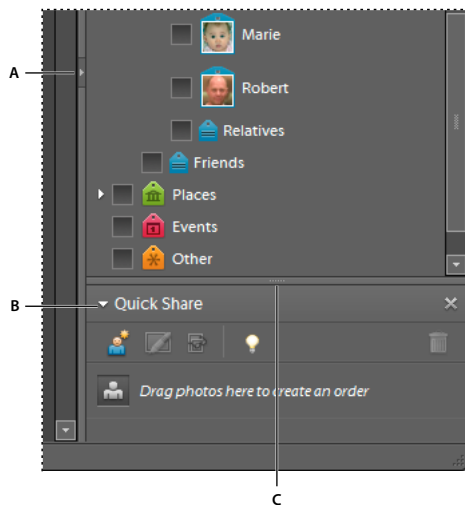 Marie
A
Robert
Relatives
Friends
Places
Events
Other
B
Quick Share
Drag photos here to create an order
C